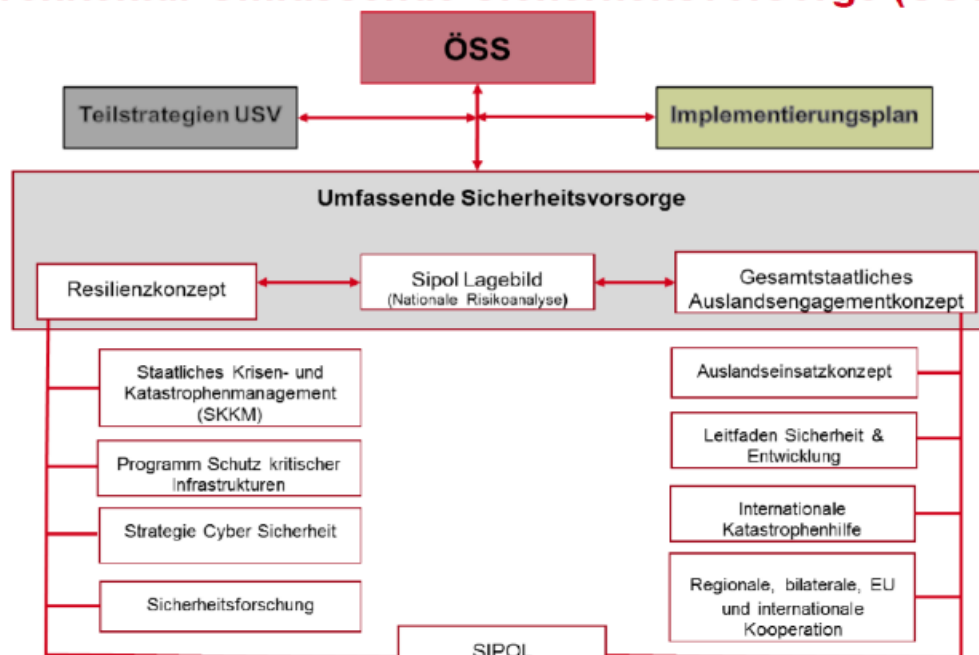 ÖSS
Teilstrategien USV
Implementierungsplan
Umfassende Sicherheitsvorsorge
Resilienzkonzept
Sipol Lagebild
(Nationale Risikoanalyse)
Gesamtstaatliches
Auslandsengagementkonzept
Staatliches Krisen- und
Katastrophenmanagement
(SKKM)
Programm Schutz kritischer
Infrastrukturen
Strategie Cyber Sicherheit
Sicherheitsforschung
Auslandseinsatzkonzept
Leitfaden Sicherheit &
Entwicklung
Internationale
Katastrophenhilfe
Regionale, bilaterale, EU
und internationale
Kooperation
SIPOL